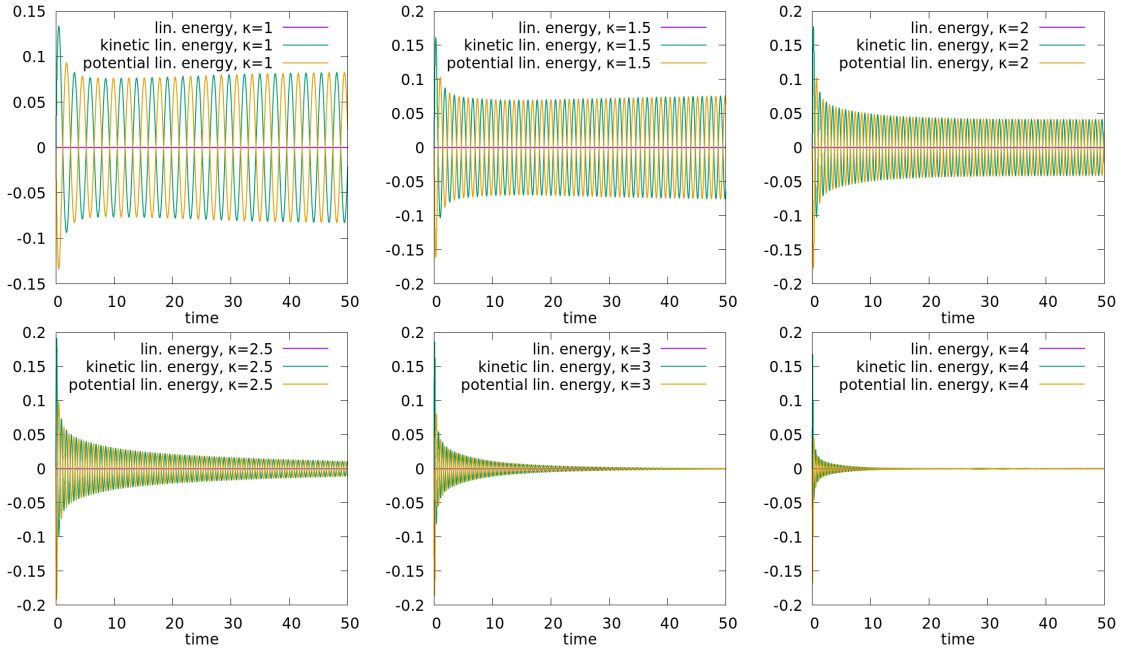 lin. energy, κ=1
kinetic lin. energy, κ=1
potential lin. energy, κ=1
0.15
0.1
0.05
0
-0.05
-0.1
-0.15
0 10 20 30 40 50
time
lin. energy, κ=1.5
kinetic lin. energy, κ=1.5
potential lin. energy, κ=1.5
0.2
0.15
0.1
0.05
0
-0.05
-0.1
-0.15
-0.2
0 10 20 30 40 50
time
lin. energy, κ=2
kinetic lin. energy, κ=2
potential lin. energy, κ=2
0.2
0.15
0.1
0.05
0
-0.05
-0.1
-0.15
-0.2
0 10 20 30 40 50
time
lin. energy, κ=2.5
kinetic lin. energy, κ=2.5
potential lin. energy, κ=2.5
0.2
0.15
0.1
0.05
0
-0.05
-0.1
-0.15
-0.2
0 10 20 30 40 50
time
lin. energy, κ=3
kinetic lin. energy, κ=3
potential lin. energy, κ=3
0.2
0.15
0.1
0.05
0
-0.05
-0.1
-0.15
-0.2
0 10 20 30 40 50
time
lin. energy, κ=4
kinetic lin. energy, κ=4
potential lin. energy, κ=4
0.2
0.15
0.1
0.05
0
-0.05
-0.1
-0.15
-0.2
0 10 20 30 40 50
time